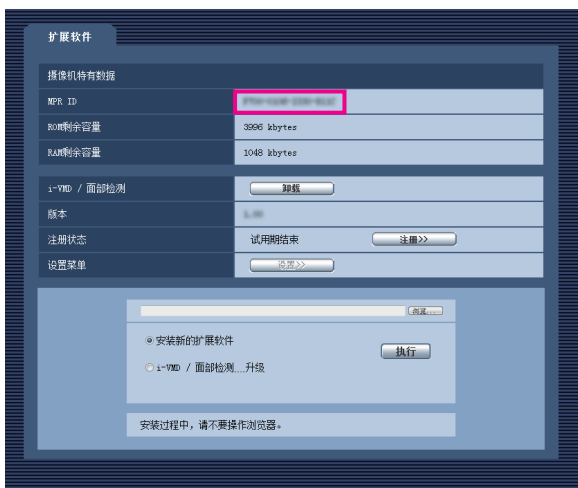 扩展软件
摄像机特有数据
MPR ID
ROM剩余容量 3996 kbytes
RAM剩余容量 1048 kbytes
i-VMD / 面部检测 卸载
版本
注册状态 试用期结束 注册>>
设置菜单 设置>>
浏览...
安装新的扩展软件
执行
i-VMD / 面部检测....升级
安装过程中，请不要操作浏览器。